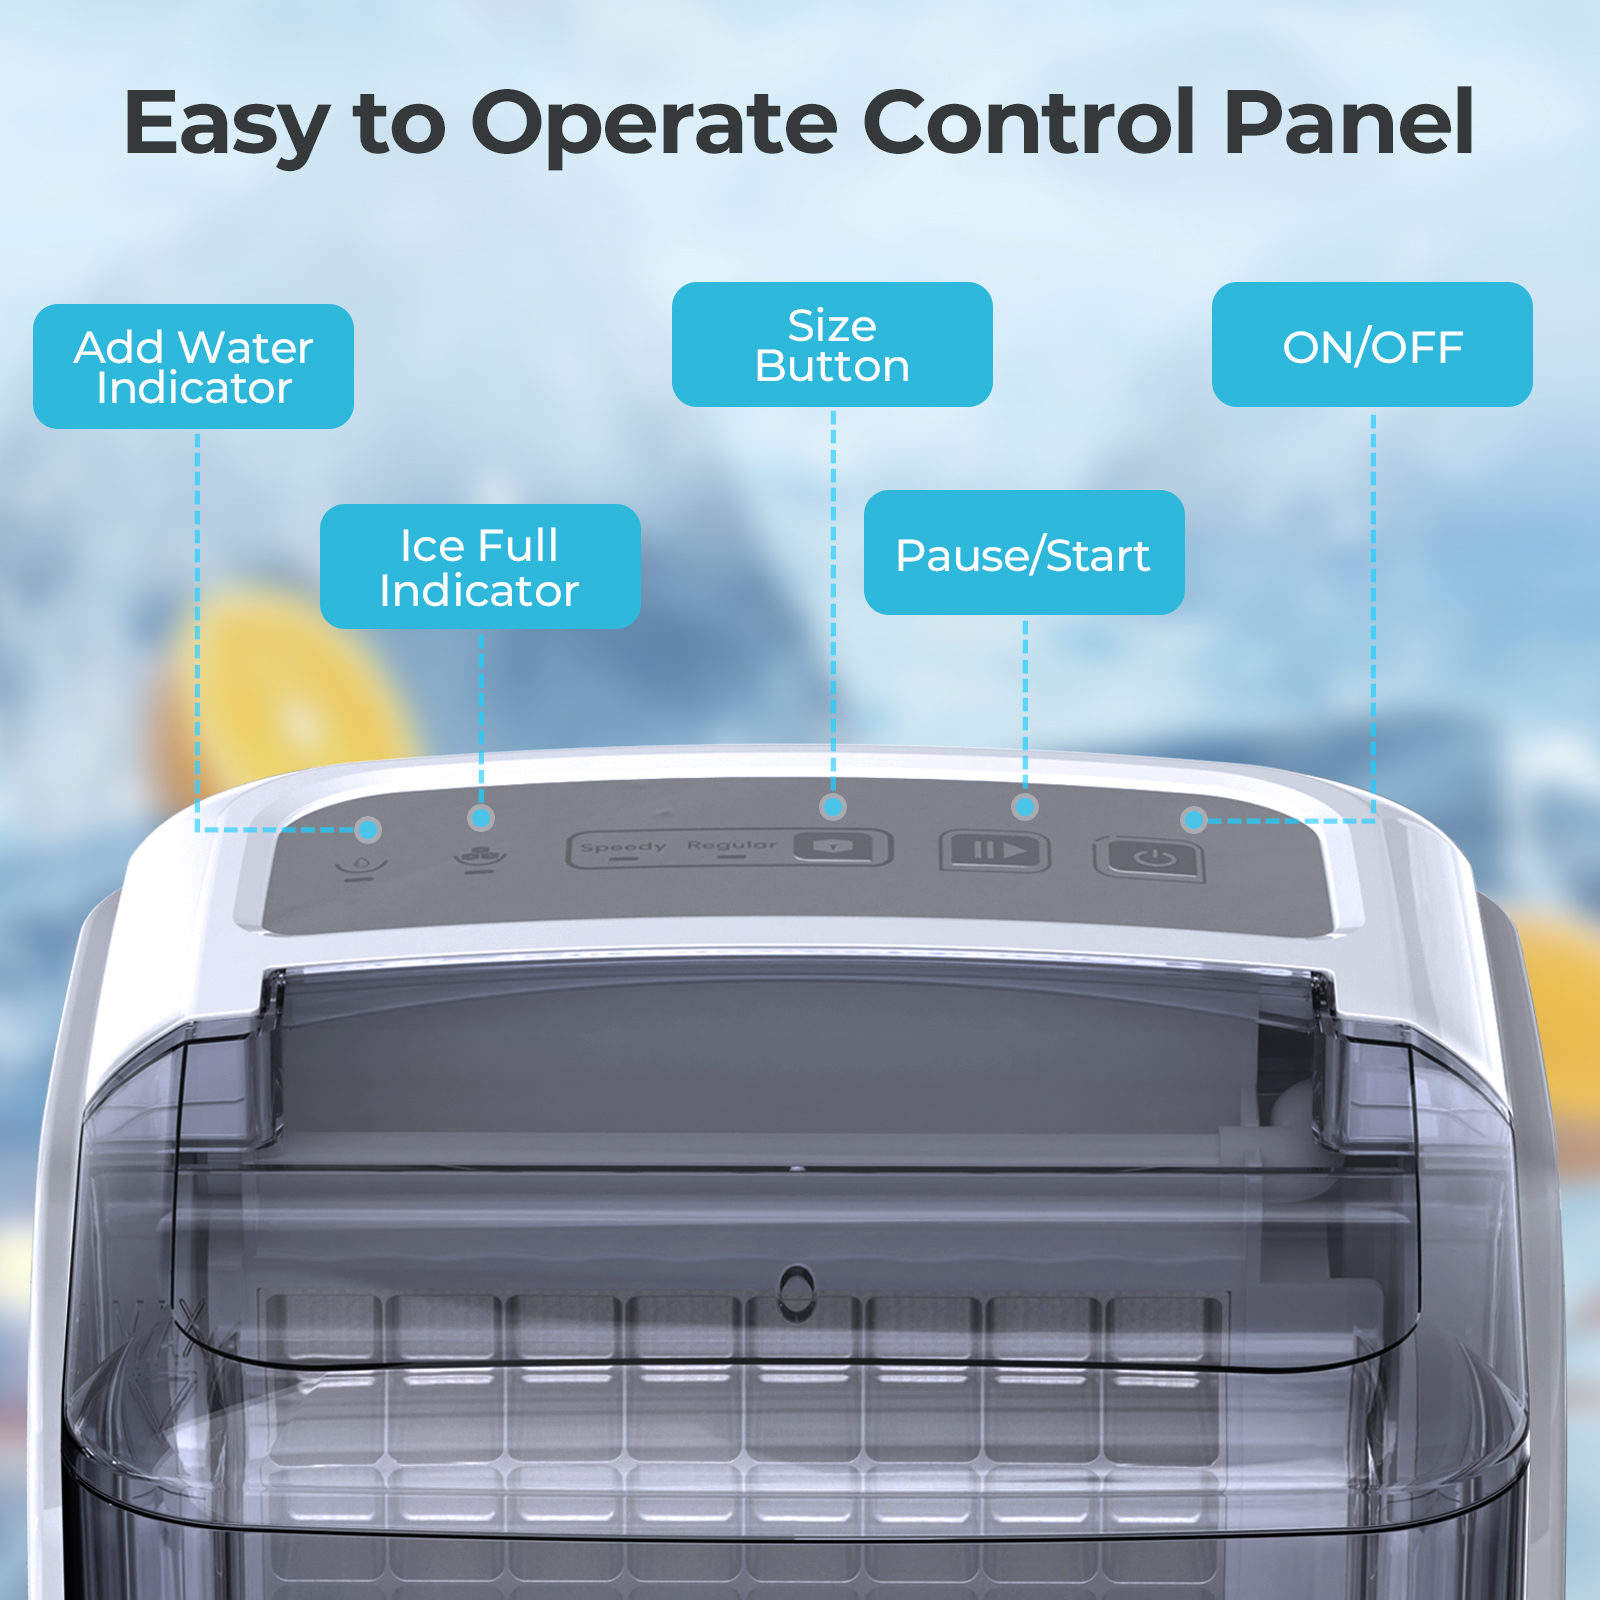 Easy to Operate Control Panel
Add Water
Indicator
Ice Full
Indicator
Size
Button
Pause/Start
ON/OFF
Speedy Regular